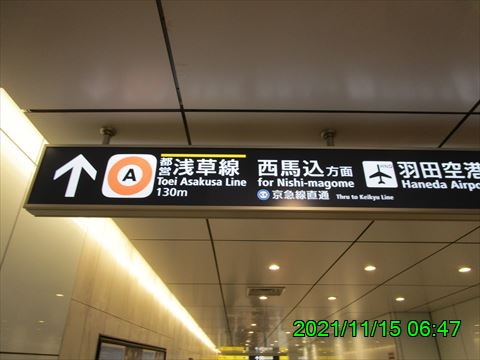 A
都営浅草線 西馬込方面 羽田空港
Toei Asakusa Line for Nishi-magome Haneda Airpo
130m 京急線直通 Thru to Keikyu Line
2021/11/15 06:47